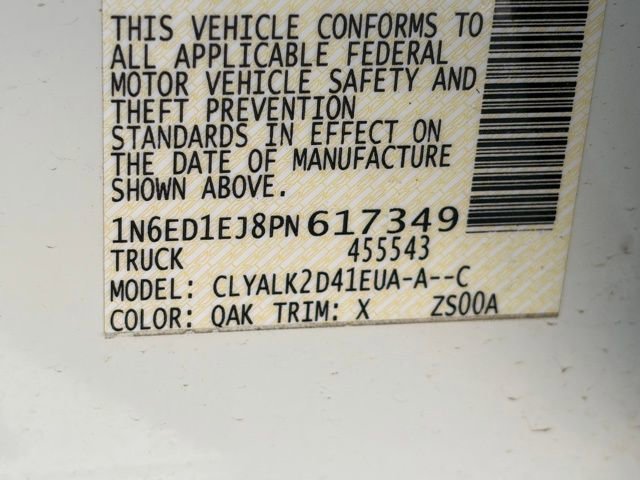 THIS VEHICLE CONFORMS TO
ALL APPLICABLE FEDERAL
MOTOR VEHICLE SAFETY AND
THEFT PREVENTION
STANDARDS IN EFFECT ON
THE DATE OF MANUFACTURE
SHOWN ABOVE.
1N6ED1EJ8PN617349
TRUCK 455543
MODEL: CLYALK2D41EUA-A--C
COLOR: QAK TRIM: X ZS00A